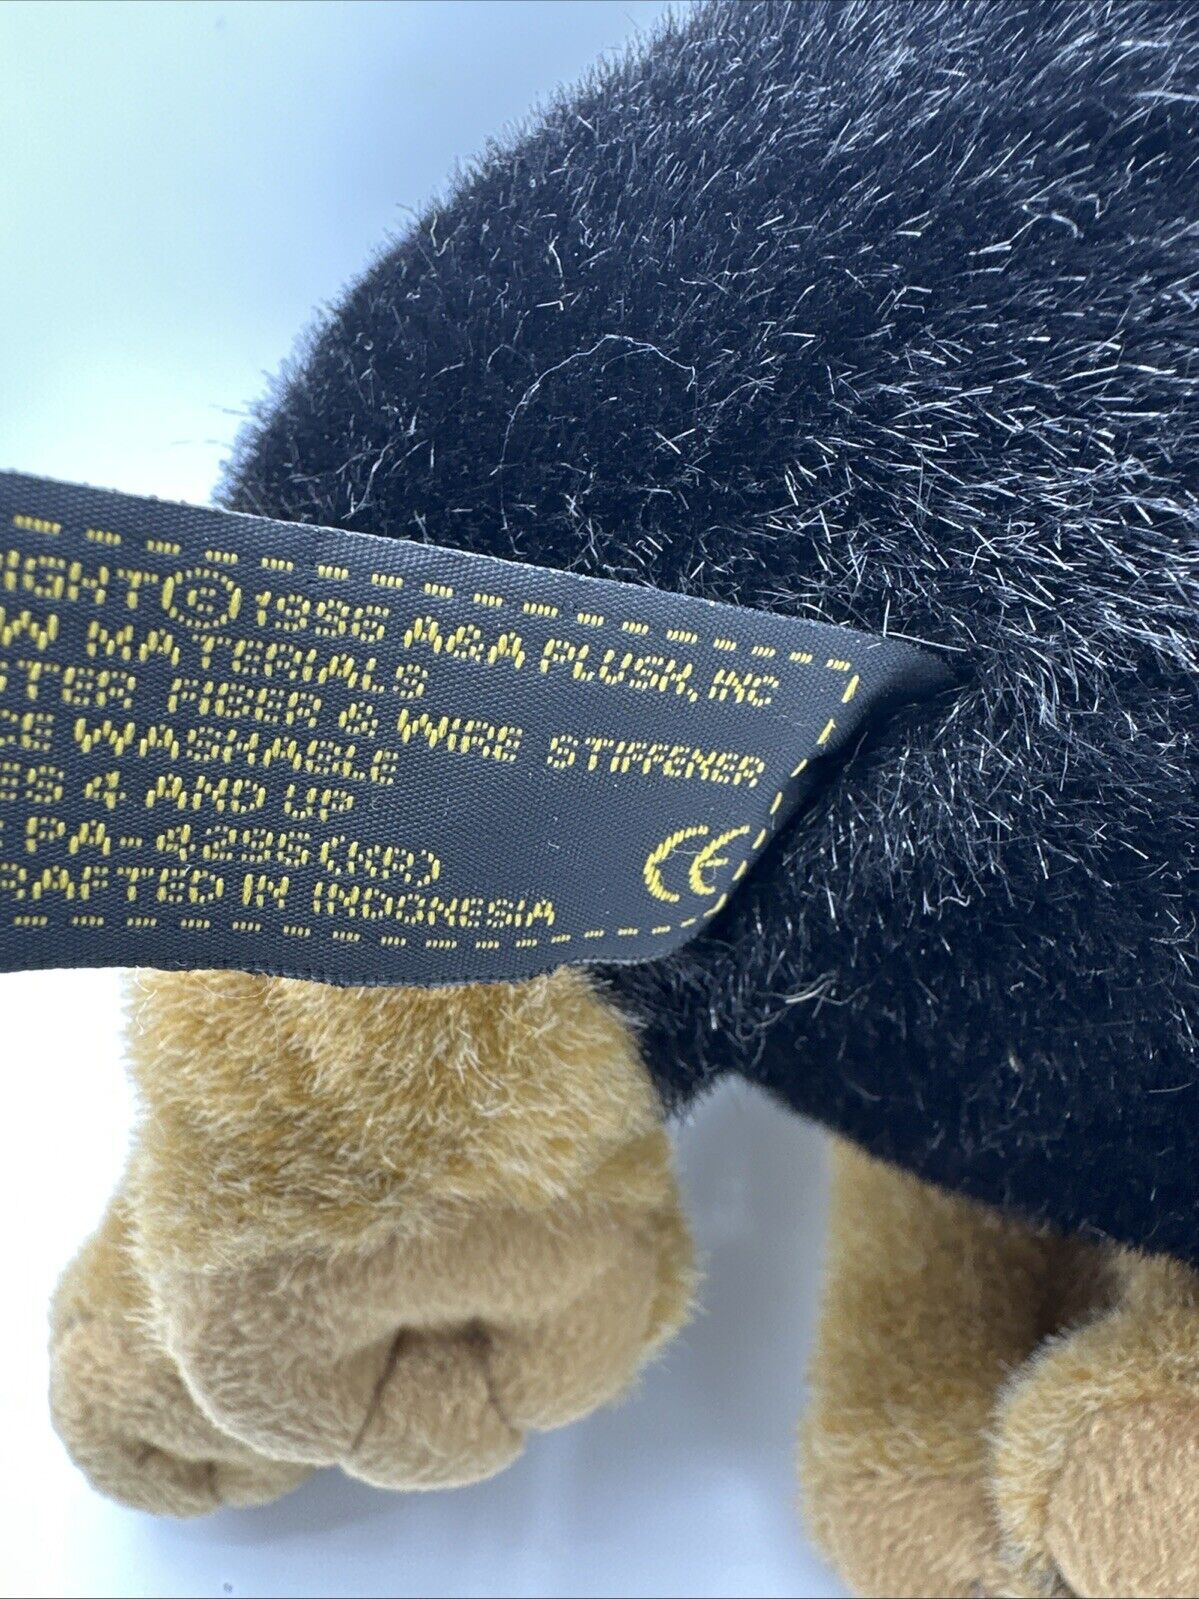 IGHT © 1996 A&A PLUSH, INC
W MATERIALS
STER FIBER & WIRE STIFFENER
CE WASHABLE
ES 4 AND UP
PA-4296(KR)
RAFTED IN INDONESIA
CE